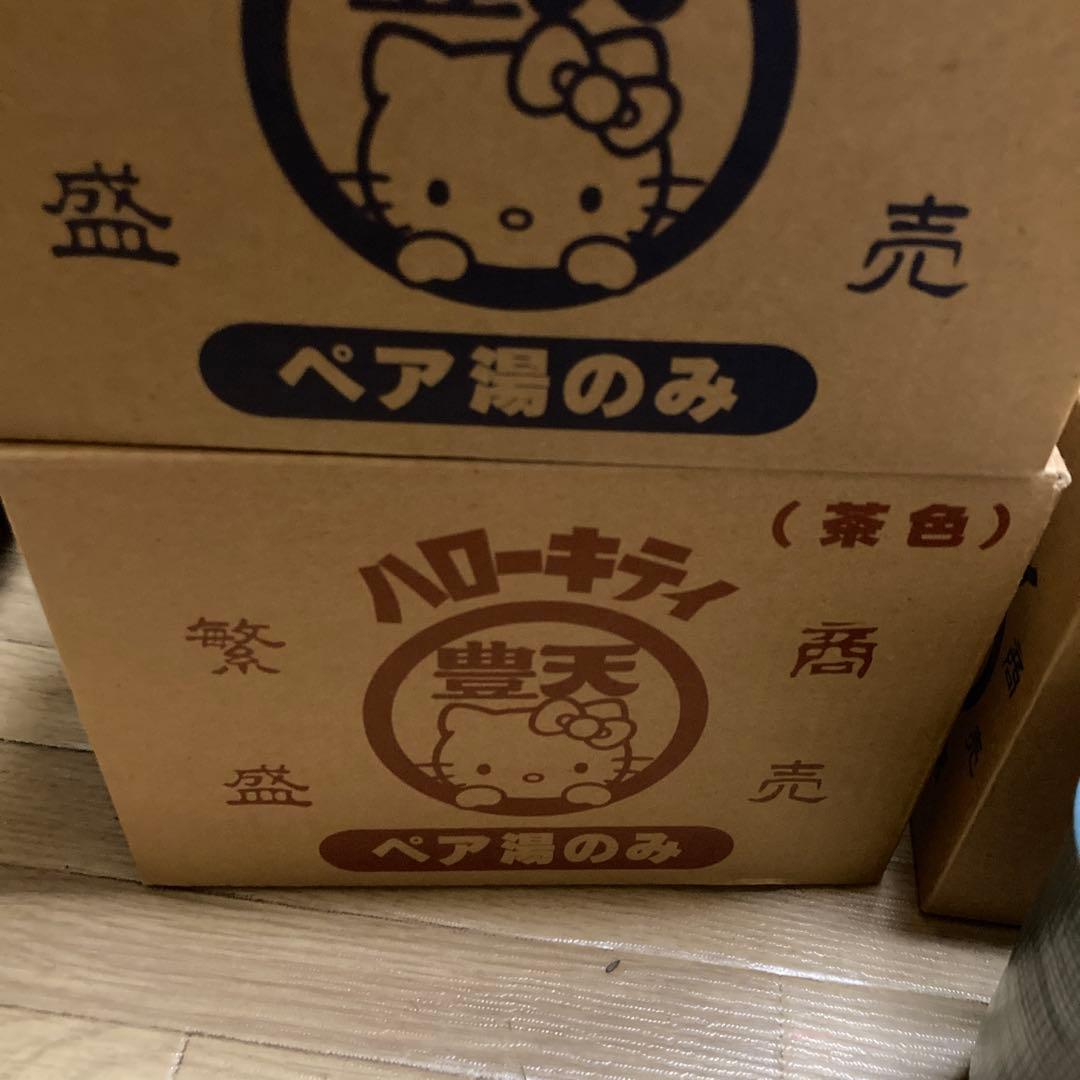 盛 売
ペア湯のみ
(茶色)
ハローキティ
豊天
商売
繁盛
ペア湯のみ